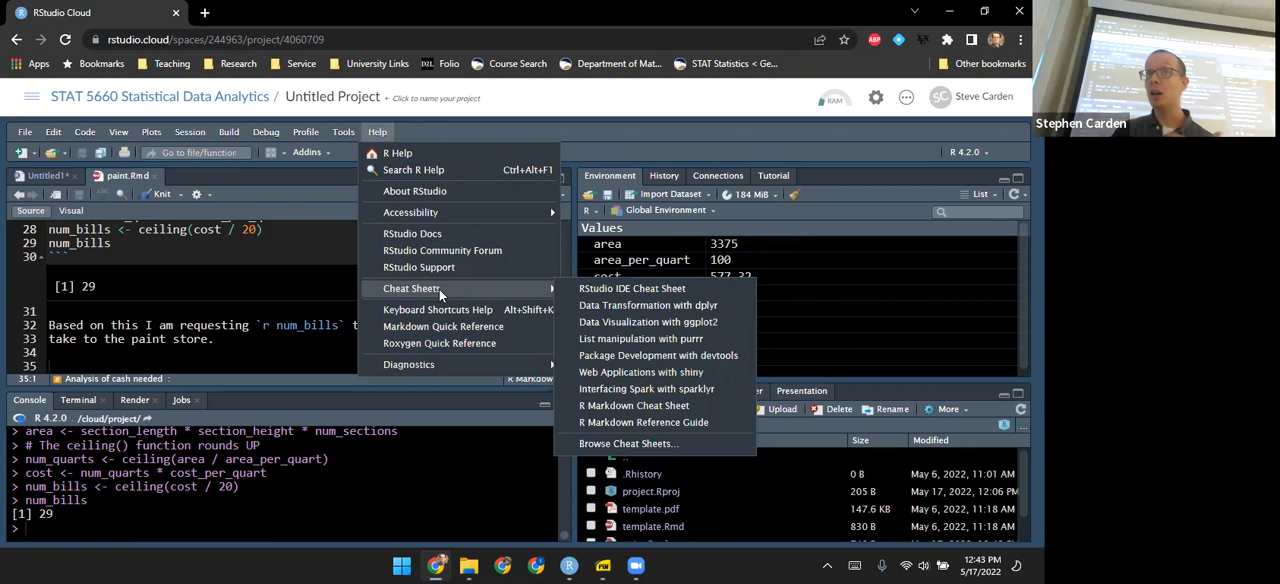 RStudio Cloud
rstudio.cloud/spaces/244963/project/4060709
Apps Bookmarks Teaching Research Service University Links D2L Folio Course Search Department of Mat... STAT Statistics < Ge... Other bookmarks
STAT 5660 Statistical Data Analytics / Untitled Project Click to name your project RAM SC Steve Carden
Stephen Carden
File Edit Code View Plots Session Build Debug Profile Tools Help
Go to file/function Addins R 4.2.0
R Help
Search R Help Ctrl+Alt+F1
About RStudio
Accessibility
RStudio Docs
RStudio Community Forum
RStudio Support
Cheat Sheets
Keyboard Shortcuts Help Alt+Shift+K
Markdown Quick Reference
Roxygen Quick Reference
Diagnostics
RStudio IDE Cheat Sheet
Data Transformation with dplyr
Data Visualization with ggplot2
List manipulation with purrr
Package Development with devtools
Web Applications with shiny
Interfacing Spark with sparklyr
R Markdown Cheat Sheet
R Markdown Reference Guide
Browse Cheat Sheets...
Untitled1* paint.Rmd
Knit
Source Visual
28 num_bills <- ceiling(cost / 20)
29 num_bills
30 ```
[1] 29
31
32 Based on this I am requesting `r num_bills` t
33 take to the paint store.
34
35
35:1 Analysis of cash needed : R Markdown
Environment History Connections Tutorial
Import Dataset 184 MiB List
R Global Environment
Values
area 3375
area_per_quart 100
cost 577.32
Console Terminal Render Jobs
R 4.2.0 . /cloud/project/
> area <- section_length * section_height * num_sections
> # The ceiling() function rounds UP
> num_quarts <- ceiling(area / area_per_quart)
> cost <- num_quarts * cost_per_quart
> num_bills <- ceiling(cost / 20)
> num_bills
[1] 29
>
Presentation
Upload Delete Rename More
Size Modified
.Rhistory 0 B May 6, 2022, 11:01 AM
project.Rproj 205 B May 17, 2022, 12:06 PM
template.pdf 147.6 KB May 6, 2022, 11:18 AM
template.Rmd 830 B May 6, 2022, 11:18 AM
12:43 PM
5/17/2022